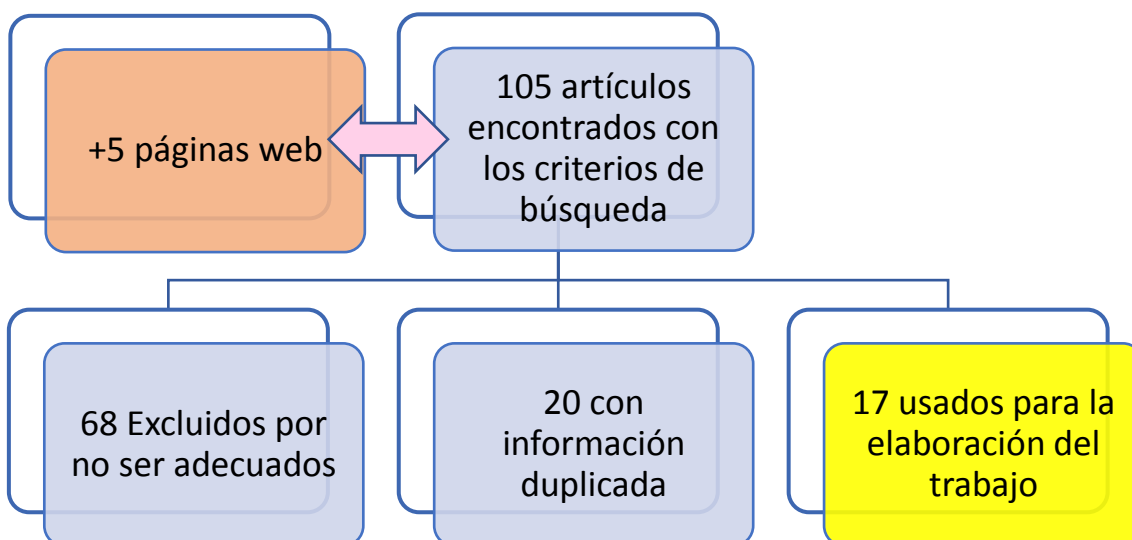 +5 páginas web
105 artículos
encontrados con
los criterios de
búsqueda
68 Excluidos por
no ser adecuados
20 con
información
duplicada
17 usados para la
elaboración del
trabajo